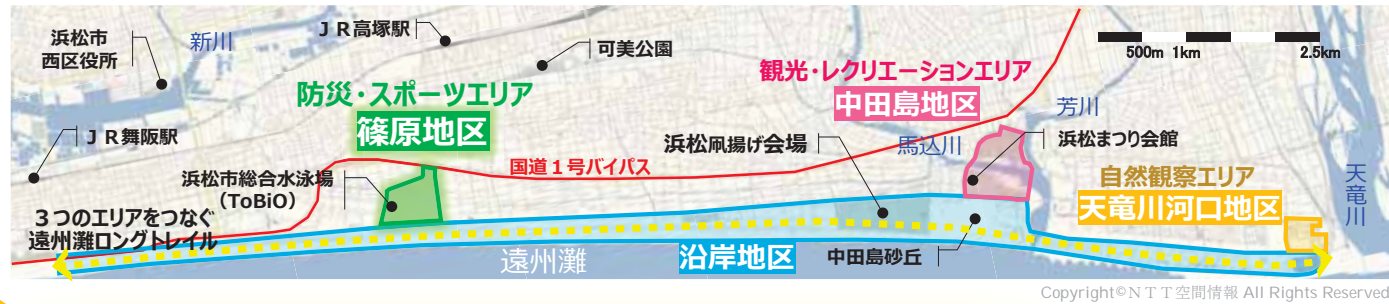 浜松市
西区役所
新川
ＪＲ高塚駅
可美公園
500m 1km 2.5km
観光・レクリエーションエリア
中田島地区
防災・スポーツエリア
篠原地区
芳川
ＪＲ舞阪駅
浜松凧揚げ会場
馬込川
浜松まつり会館
国道１号バイパス
浜松市総合水泳場
（ToBiO）
自然観察エリア
天竜川河口地区
天竜川
３つのエリアをつなぐ
遠州灘ロングトレイル
遠州灘
沿岸地区
中田島砂丘
Copyright©ＮＴＴ空間情報 All Rights Reserved